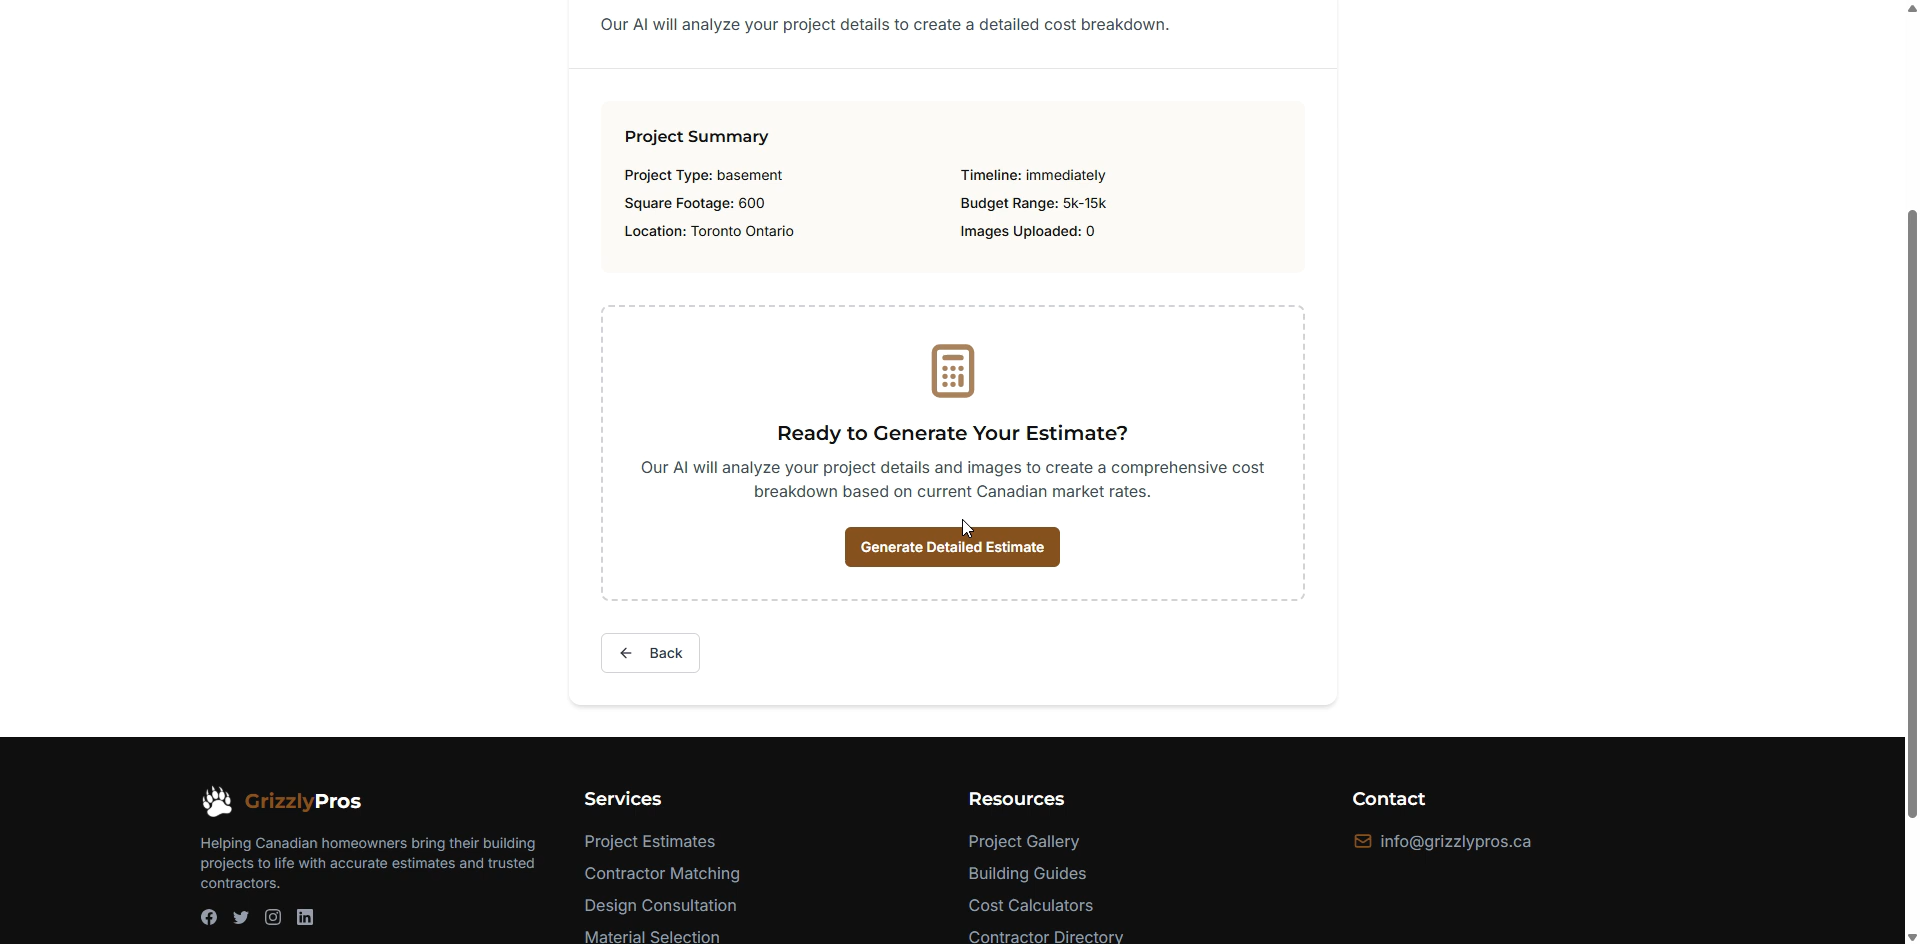 Our AI will analyze your project details to create a detailed cost breakdown.
Project Summary
Project Type: basement
Timeline: immediately
Square Footage: 600
Budget Range: 5k-15k
Location: Toronto Ontario
Images Uploaded: 0
Ready to Generate Your Estimate?
Our AI will analyze your project details and images to create a comprehensive cost
breakdown based on current Canadian market rates.
Generate Detailed Estimate
Back
GrizzlyPros
Helping Canadian homeowners bring their building
projects to life with accurate estimates and trusted
contractors.
Services
Project Estimates
Contractor Matching
Design Consultation
Material Selection
Resources
Project Gallery
Building Guides
Cost Calculators
Contractor Directory
Contact
info@grizzlypros.ca